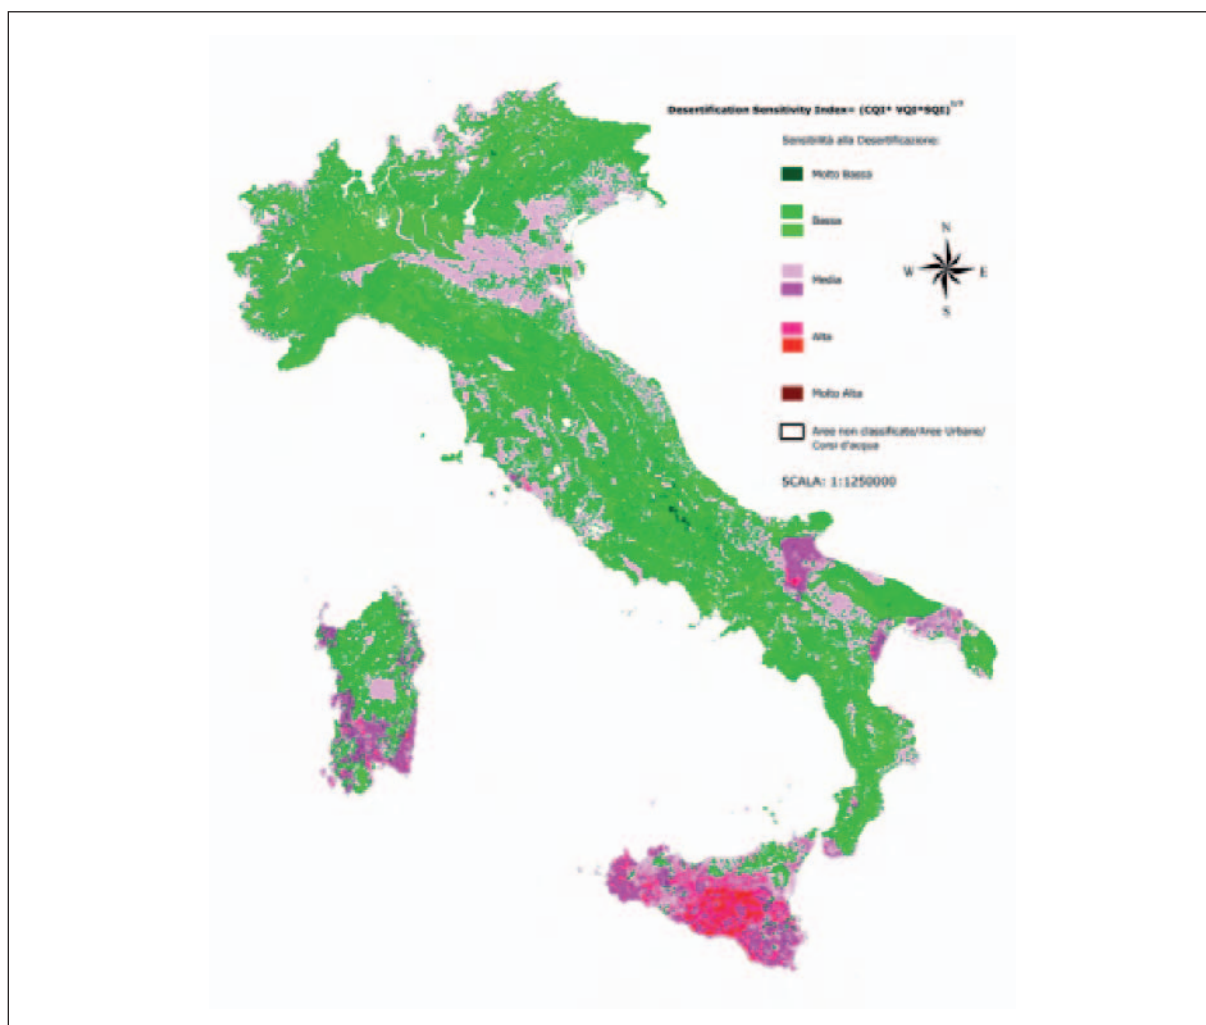 Desertification Sensitivity Index= (CQI* VQI*SQI)^1/3
Sensibilità alla Desertificazione:
Molto Bassa
Bassa
Media
Alta
Molto Alta
Aree non classificate/Aree Urbane/
Corsi d'acqua
SCALA: 1:1250000
N
W
E
S